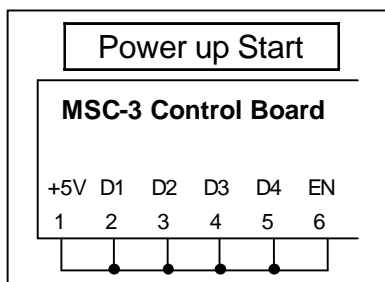 Power up Start
MSC-3 Control Board
+5V D1 D2 D3 D4 EN
1 2 3 4 5 6